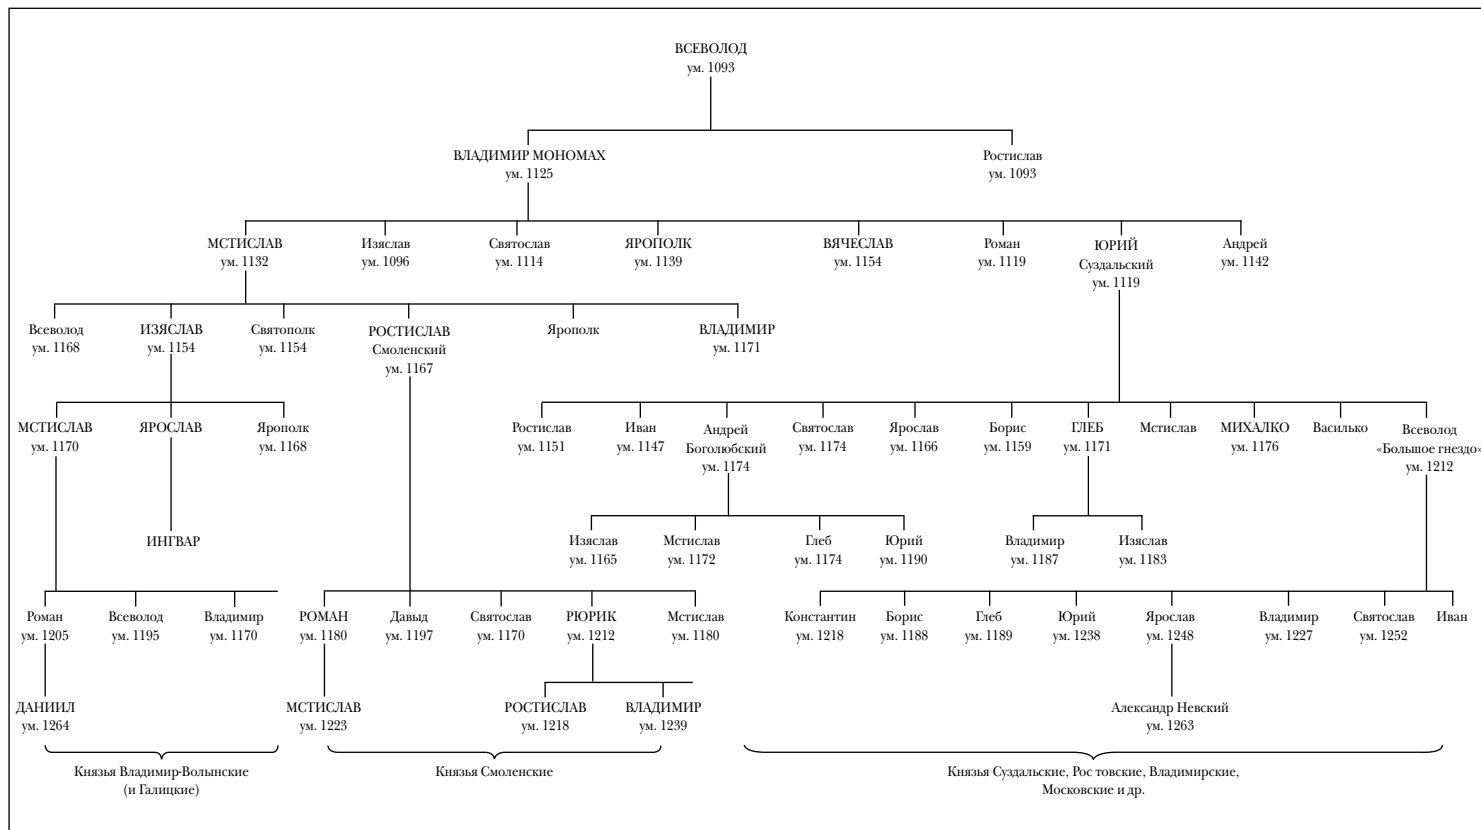 ВСЕВОЛОД
ум. 1093
ВЛАДИМИР МОНОМАХ
ум. 1125
Ростислав
ум. 1093
МСТИСЛАВ
ум. 1132
Изяслав
ум. 1096
Святослав
ум. 1114
ЯРОПОЛК
ум. 1139
ВЯЧЕСЛАВ
ум. 1154
Роман
ум. 1119
ЮРИЙ
Суздальский
ум. 1119
Андрей
ум. 1142
Всеволод
ум. 1168
ИЗЯСЛАВ
ум. 1154
Святополк
ум. 1154
РОСТИСЛАВ
Смоленский
ум. 1167
Ярополк
ВЛАДИМИР
ум. 1171
МСТИСЛАВ
ум. 1170
ЯРОСЛАВ
Ярополк
ум. 1168
Ростислав
ум. 1151
Иван
ум. 1147
Андрей
Боголюбский
ум. 1174
Святослав
ум. 1174
Ярослав
ум. 1166
Борис
ум. 1159
ГЛЕБ
ум. 1171
Мстислав
МИХАЛКО
ум. 1176
Василько
Всеволод
«Большое гнездо»
ум. 1212
ИНГВАР
Изяслав
ум. 1165
Мстислав
ум. 1172
Глеб
ум. 1174
Юрий
ум. 1190
Владимир
ум. 1187
Изяслав
ум. 1183
Роман
ум. 1205
Всеволод
ум. 1195
Владимир
ум. 1170
РОМАН
ум. 1180
Давыд
ум. 1197
Святослав
ум. 1170
РЮРИК
ум. 1212
Мстислав
ум. 1180
Константин
ум. 1218
Борис
ум. 1188
Глеб
ум. 1189
Юрий
ум. 1238
Ярослав
ум. 1248
Владимир
ум. 1227
Святослав
ум. 1252
Иван
ДАНИИЛ
ум. 1264
МСТИСЛАВ
ум. 1223
РОСТИСЛАВ
ум. 1218
ВЛАДИМИР
ум. 1239
Александр Невский
ум. 1263
Князья Владимир-Волынские
(и Галицкие)
Князья Смоленские
Князья Суздальские, Рос товские, Владимирские,
Московские и др.